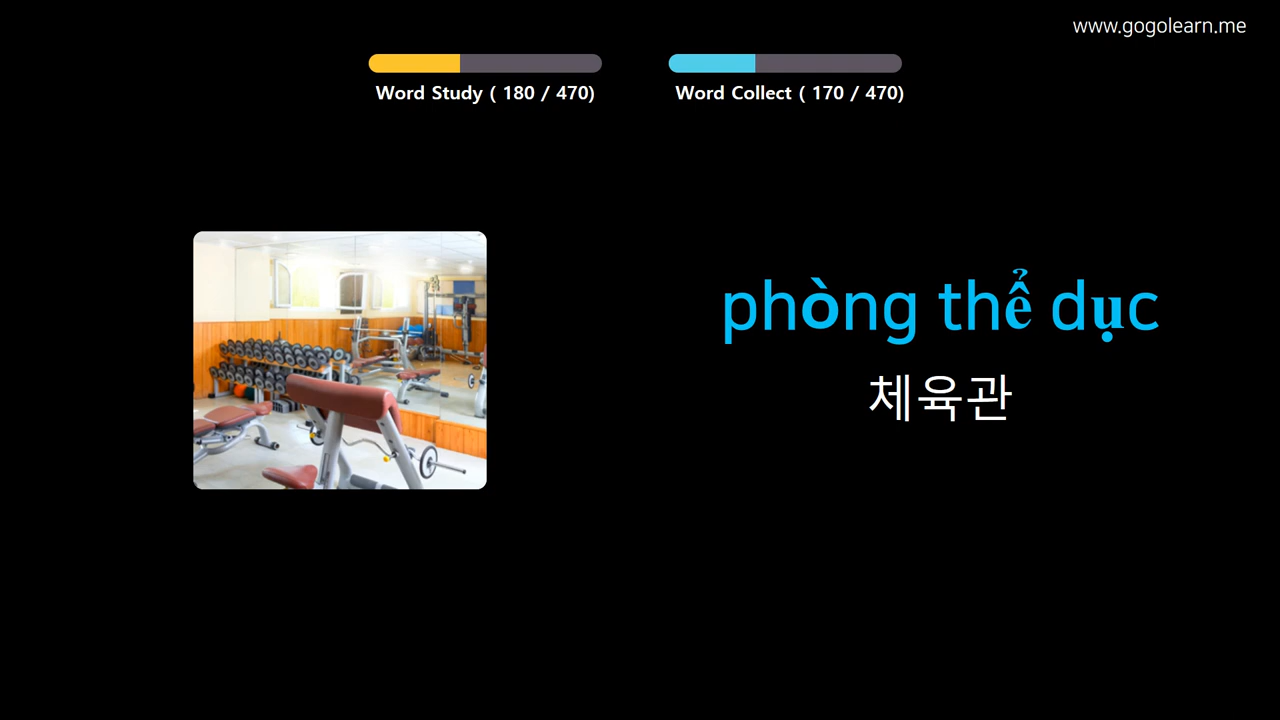 www.gogolearn.me
Word Study ( 180 / 470)
Word Collect ( 170 / 470)
phòng thể dục
체육관